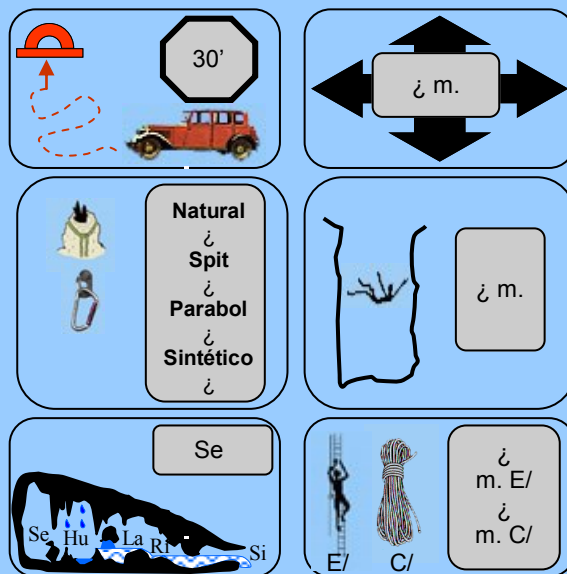 30’
¿ m.
Natural
¿
Spit
¿
Parabol
¿
Sintético
¿
¿ m.
Se
Se Hu La Ri Si
¿
m. E/
¿
m. C/
E/ C/